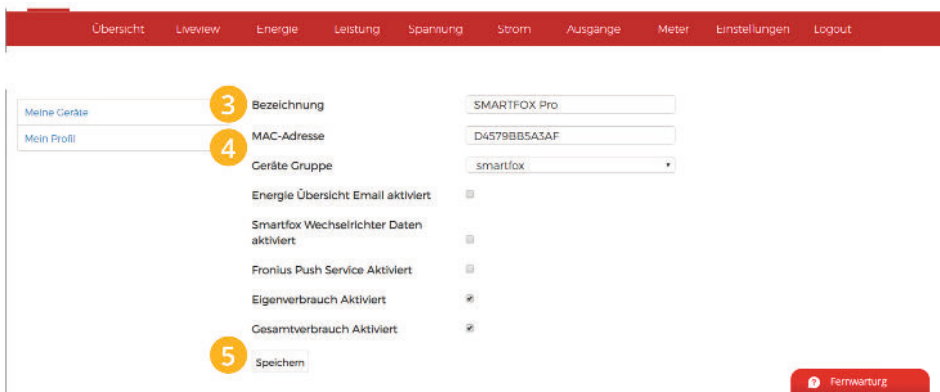 Übersicht Liveview Energie Leistung Spannung Strom Ausgänge Meter Einstellungen Logout
Meine Geräte
Mein Profil
3 Bezeichnung SMARTFOX Pro
4 MAC-Adresse D4579BB5A3AF
Geräte Gruppe smartfox
Energie Übersicht Email aktiviert
Smartfox Wechselrichter Daten
aktiviert
Fronius Push Service Aktiviert
Eigenverbrauch Aktiviert
Gesamtverbrauch Aktiviert
5 Speichern
? Fernwartung